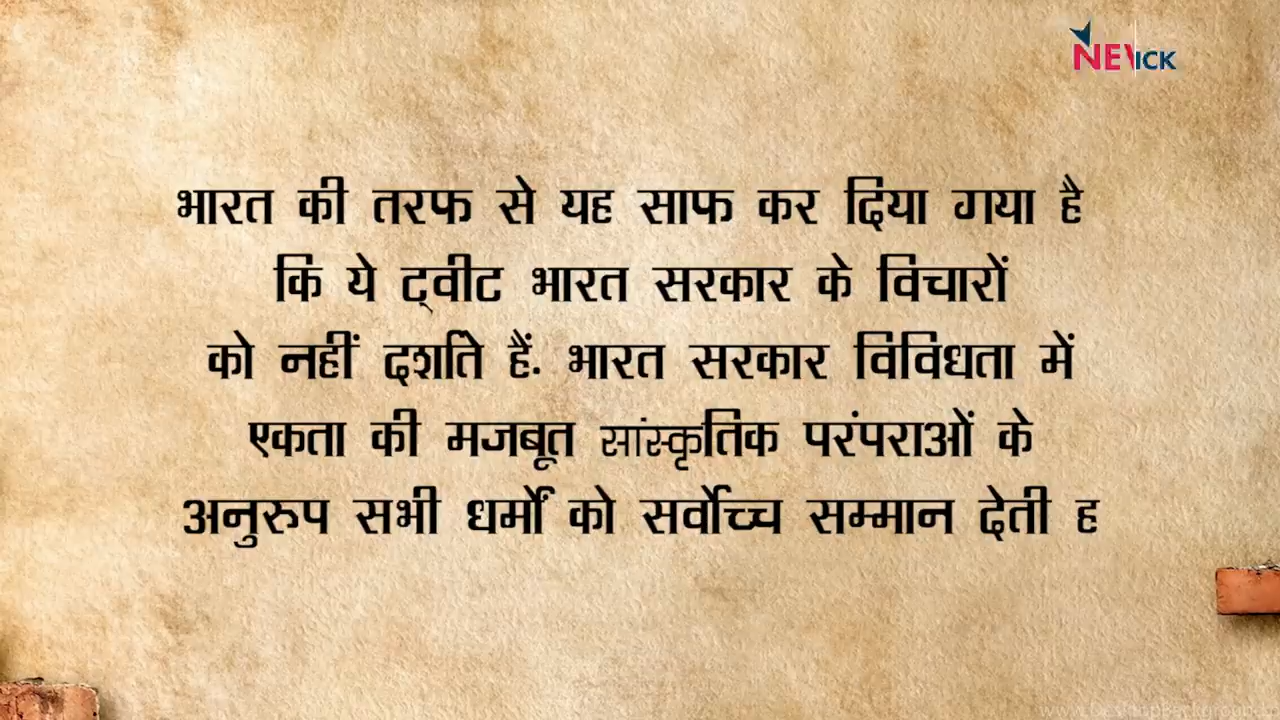 NEWICK
भारत की तरफ से यह साफ कर दिया गया है
कि ये ट्वीट भारत सरकार के विचारों
को नहीं दर्शाते हैं. भारत सरकार विविधता में
एकता की मजबूत सांस्कृतिक परंपराओं के
अनुरुप सभी धर्मों को सर्वोच्च सम्मान देती ह